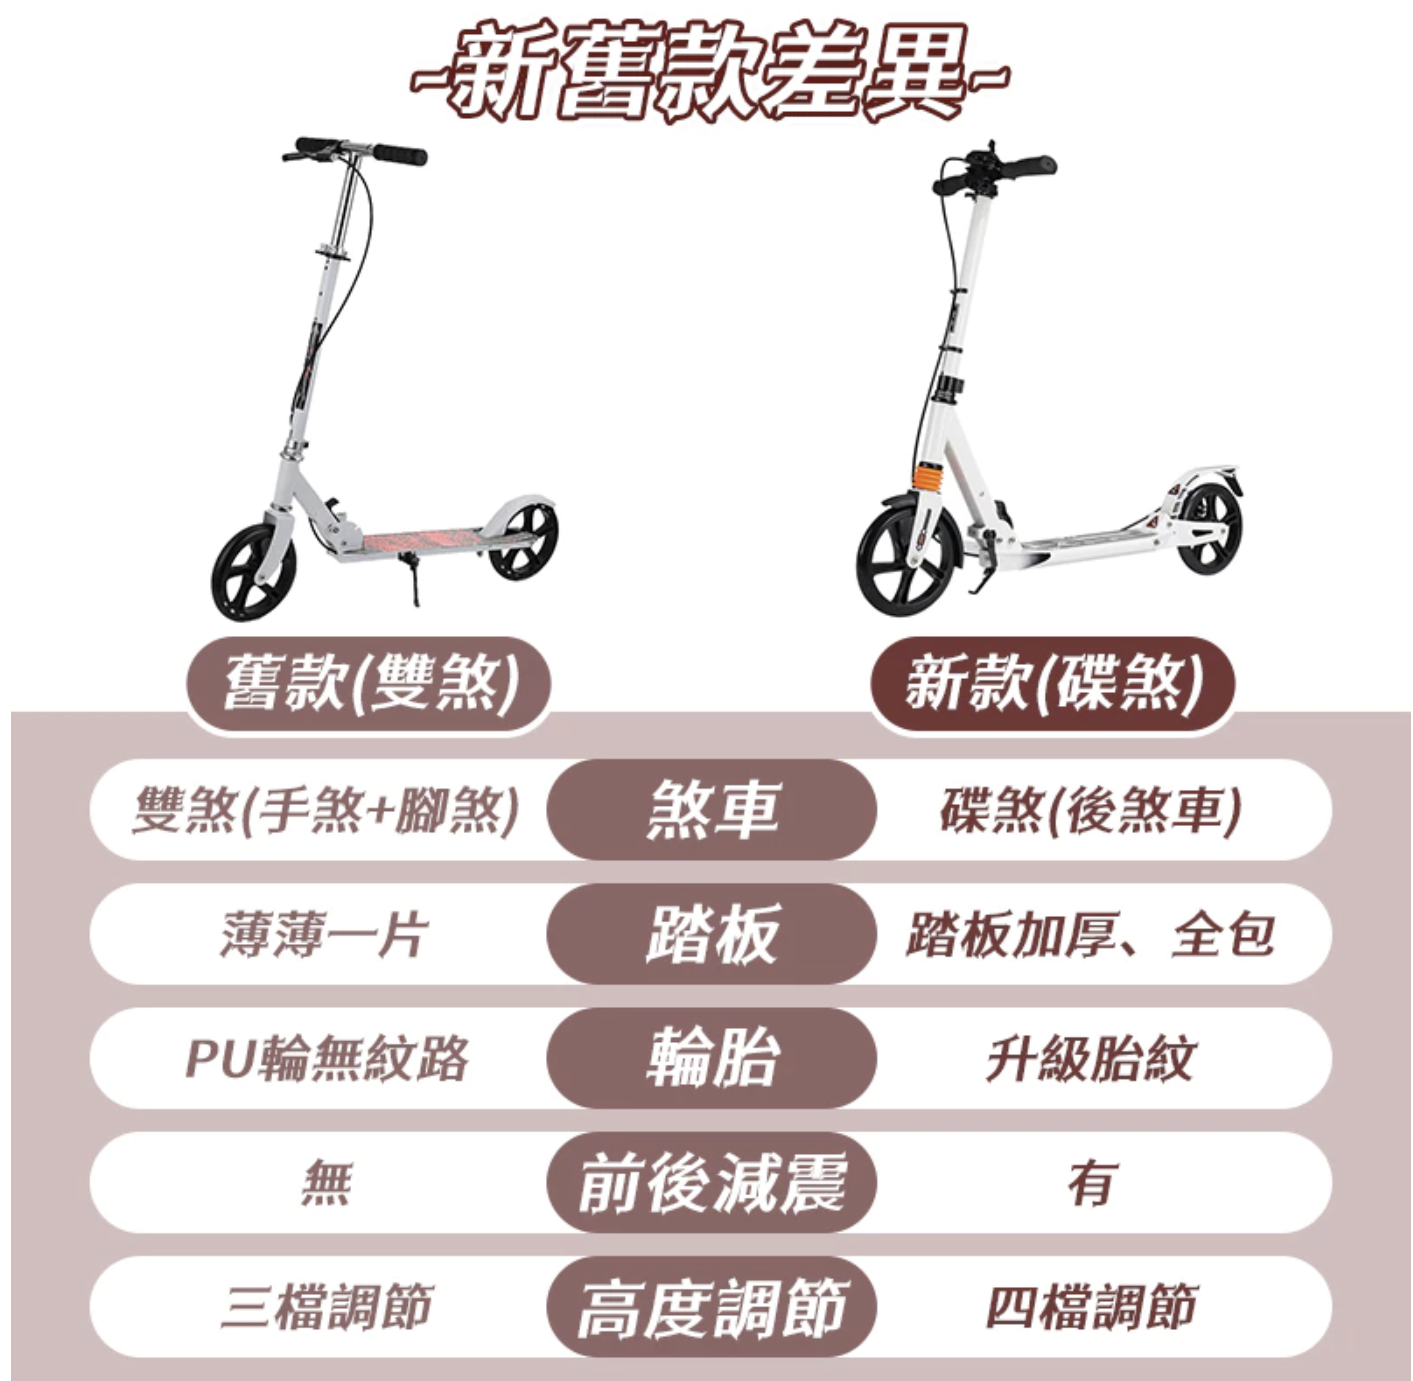 -新舊款差異-
舊款(雙煞)
新款(碟煞)
雙煞(手煞+腳煞)
煞車
碟煞(後煞車)
薄薄一片
踏板
踏板加厚、全包
PU輪無紋路
輪胎
升級胎紋
無
前後減震
有
三檔調節
高度調節
四檔調節